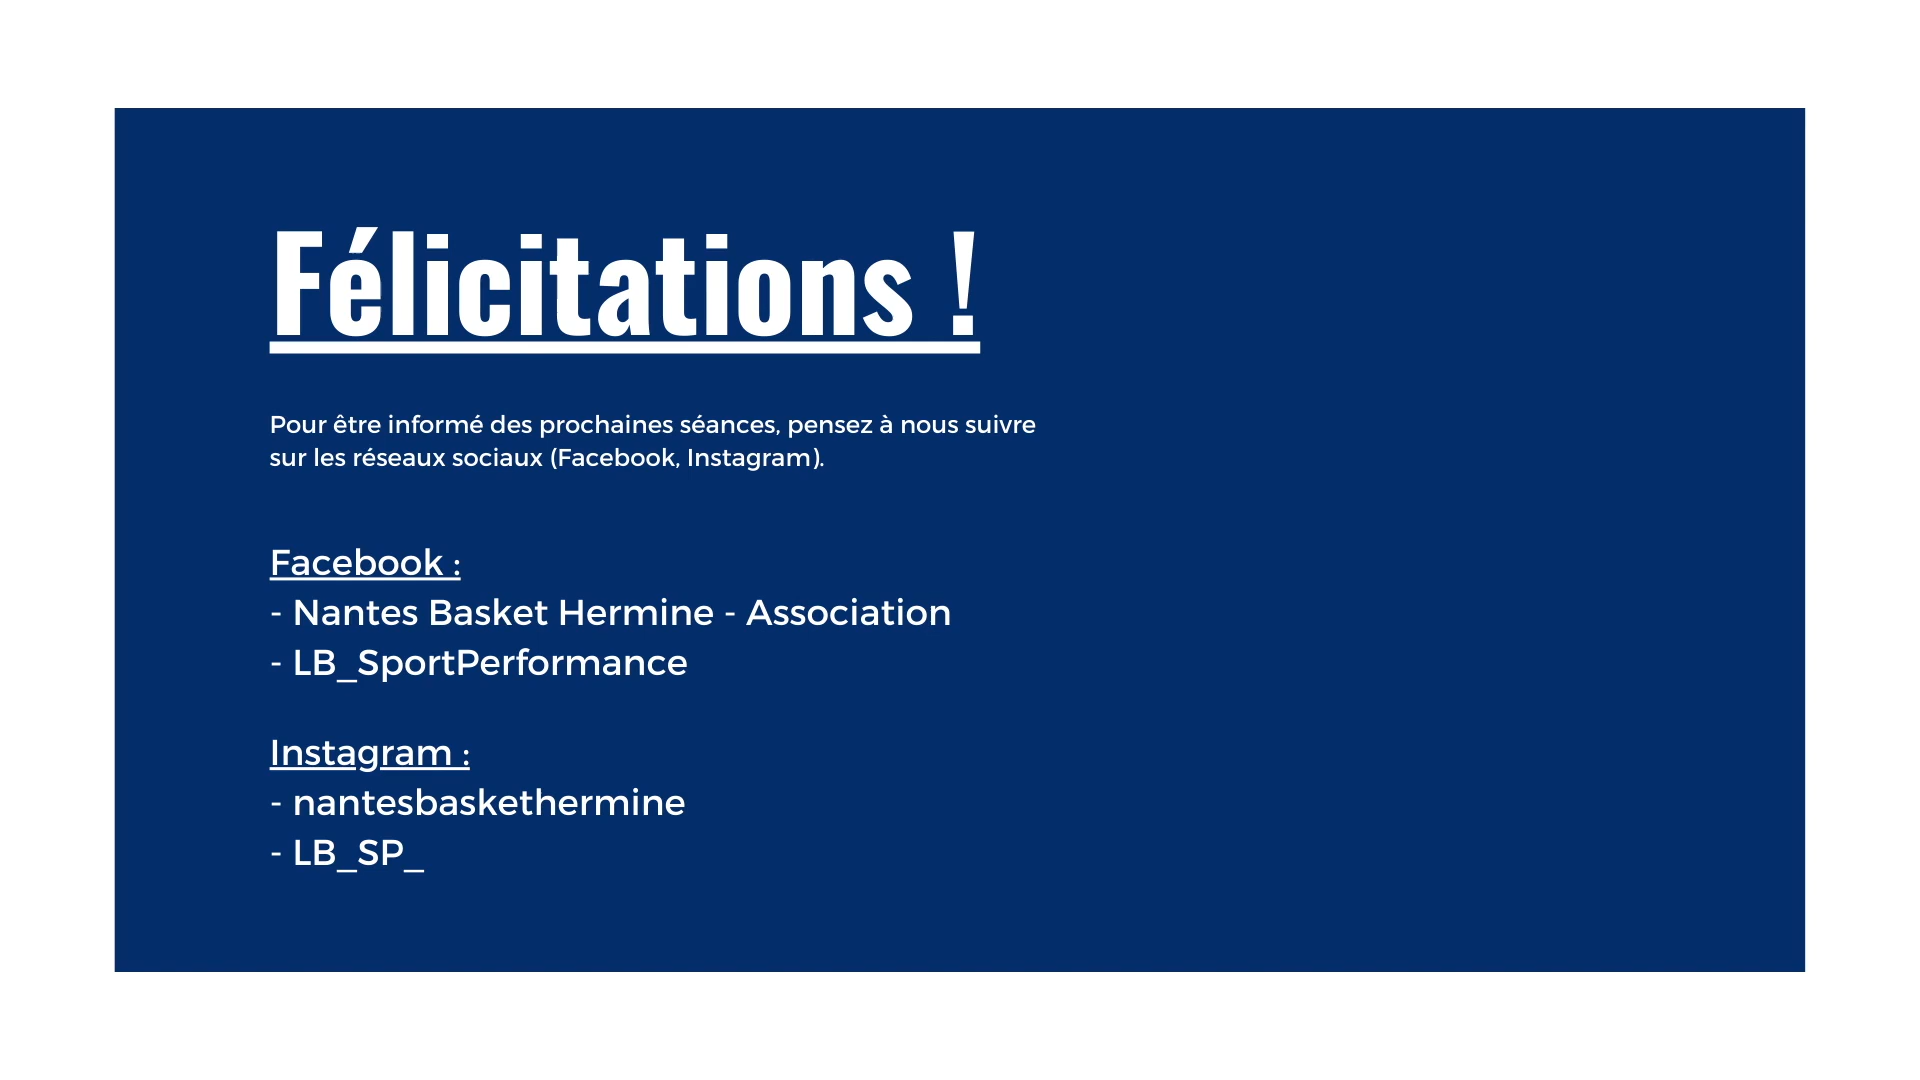 Félicitations !
Pour être informé des prochaines séances, pensez à nous suivre
sur les réseaux sociaux (Facebook, Instagram).
Facebook :
- Nantes Basket Hermine - Association
- LB_SportPerformance
Instagram :
- nantesbaskethermine
- LB_SP_